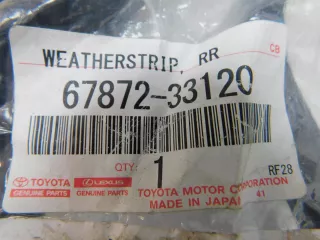 WEATHERSTRIP, RR
CB
67872-33120
QTY: 1
RF28
TOYOTA LEXUS TOYOTA MOTOR CORPORATION
GENUINE PARTS GENUINE PARTS MADE IN JAPAN 41